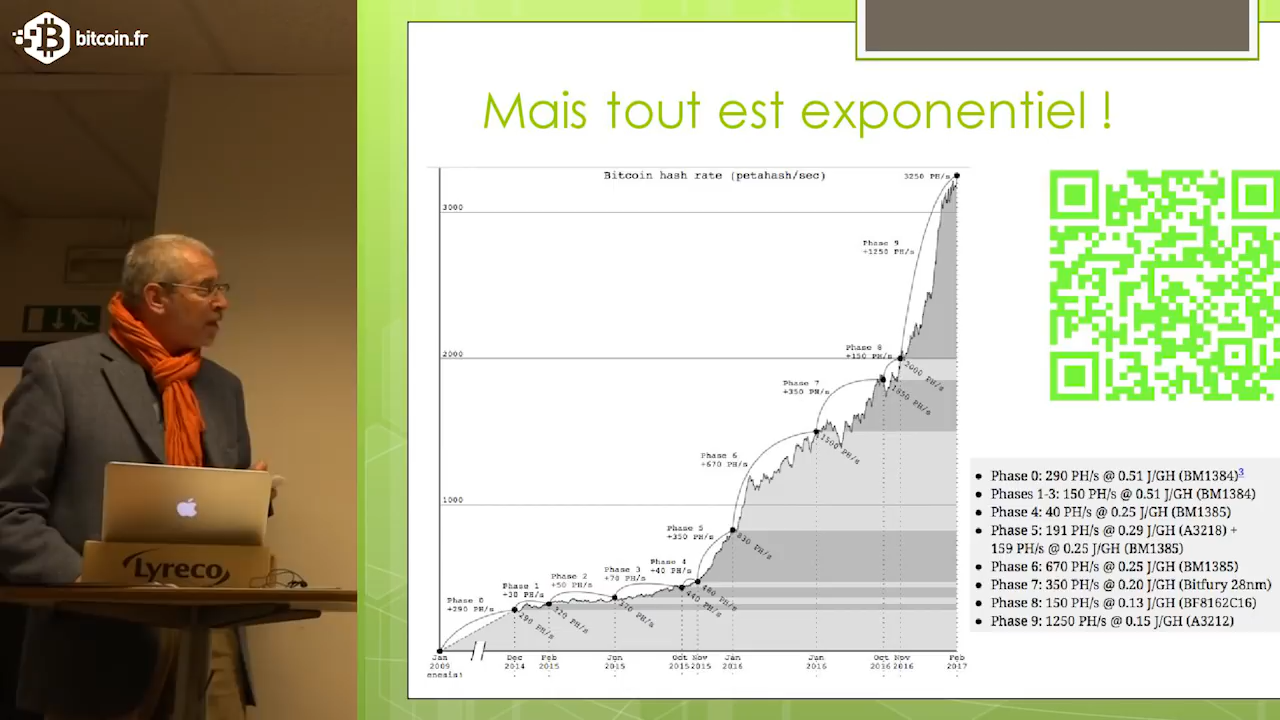 bitcoin.fr
Mais tout est exponentiel !
Bitcoin hash rate (petahash/sec)
3250 PH/s
3000
Phase 9
+1250 PH/s
2000
Phase 8
+150 PH/s
2000 PH/s
1850 PH/s
Phase 7
+350 PH/s
1500 PH/s
Phase 6
+670 PH/s
1000
Phase 5
+350 PH/s
830 PH/s
Phase 4
+40 PH/s
Phase 3
+70 PH/s
Phase 2
+50 PH/s
Phase 1
+30 PH/s
Phase 0
+290 PH/s
290 PH/s
320 PH/s
370 PH/s
440 PH/s
480 PH/s
Jan
2009
enesis)
Dec
2014
Feb
2015
Jun
2015
Oct
2015
Nov
2015
Jan
2016
Jun
2016
Oct
2016
Nov
2016
Feb
2017
Phase 0: 290 PH/s @ 0.51 J/GH (BM1384)3
Phases 1-3: 150 PH/s @ 0.51 J/GH (BM1384)
Phase 4: 40 PH/s @ 0.25 J/GH (BM1385)
Phase 5: 191 PH/s @ 0.29 J/GH (A3218) +
159 PH/s @ 0.25 J/GH (BM1385)
Phase 6: 670 PH/s @ 0.25 J/GH (BM1385)
Phase 7: 350 PH/s @ 0.20 J/GH (Bitfury 28nm)
Phase 8: 150 PH/s @ 0.13 J/GH (BF8162C16)
Phase 9: 1250 PH/s @ 0.15 J/GH (A3212)
Lyreco